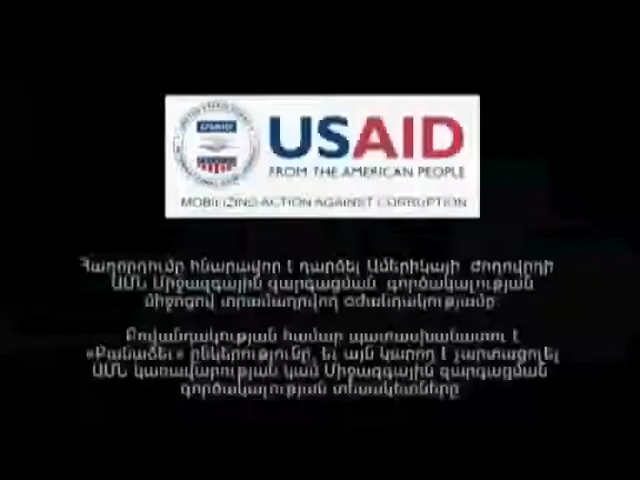 USAID
FROM THE AMERICAN PEOPLE
MOBILIZING ACTION AGAINST CORRUPTION
Հաղորդումը հնարավոր է դարձել Ամերիկայի ժողովրդի
ԱՄՆ Միջազգային զարգացման գործակալության
միջոցով տրամադրվող օժանդակությամբ
Բովանդակության համար պատասխանատու է
ընկերությունը, եւ այն կարող է չարտացոլել
ԱՄՆ կառավարության կամ Միջազգային զարգացման
գործակալության տեսակետները